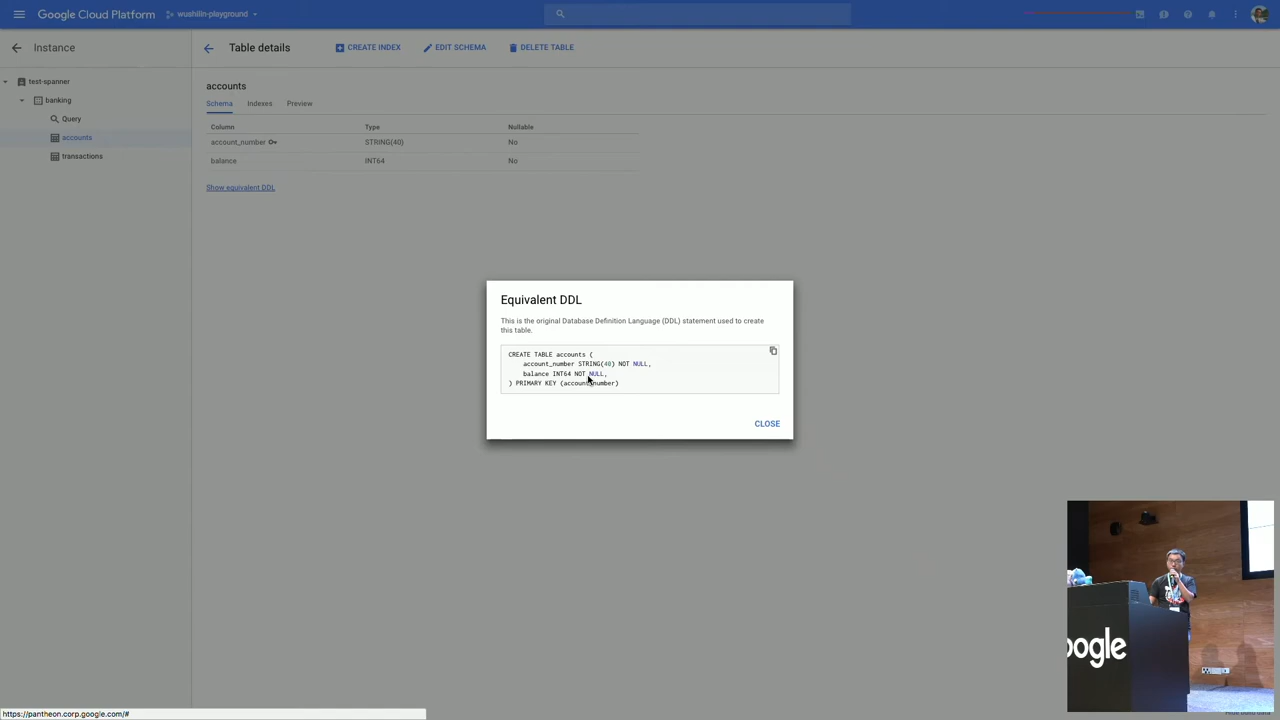 Google Cloud Platform
wushilin-playground
Instance
Table details
CREATE INDEX
EDIT SCHEMA
DELETE TABLE
test-spanner
banking
Query
accounts
transactions
accounts
Schema
Indexes
Preview
Column Type Nullable
account_number STRING(40) No
balance INT64 No
Show equivalent DDL
Equivalent DDL
This is the original Database Definition Language (DDL) statement used to create
this table.
CREATE TABLE accounts (
account_number STRING(40) NOT NULL,
balance INT64 NOT NULL,
) PRIMARY KEY (account_number)
CLOSE
ogle
https://pantheon.corp.google.com/#